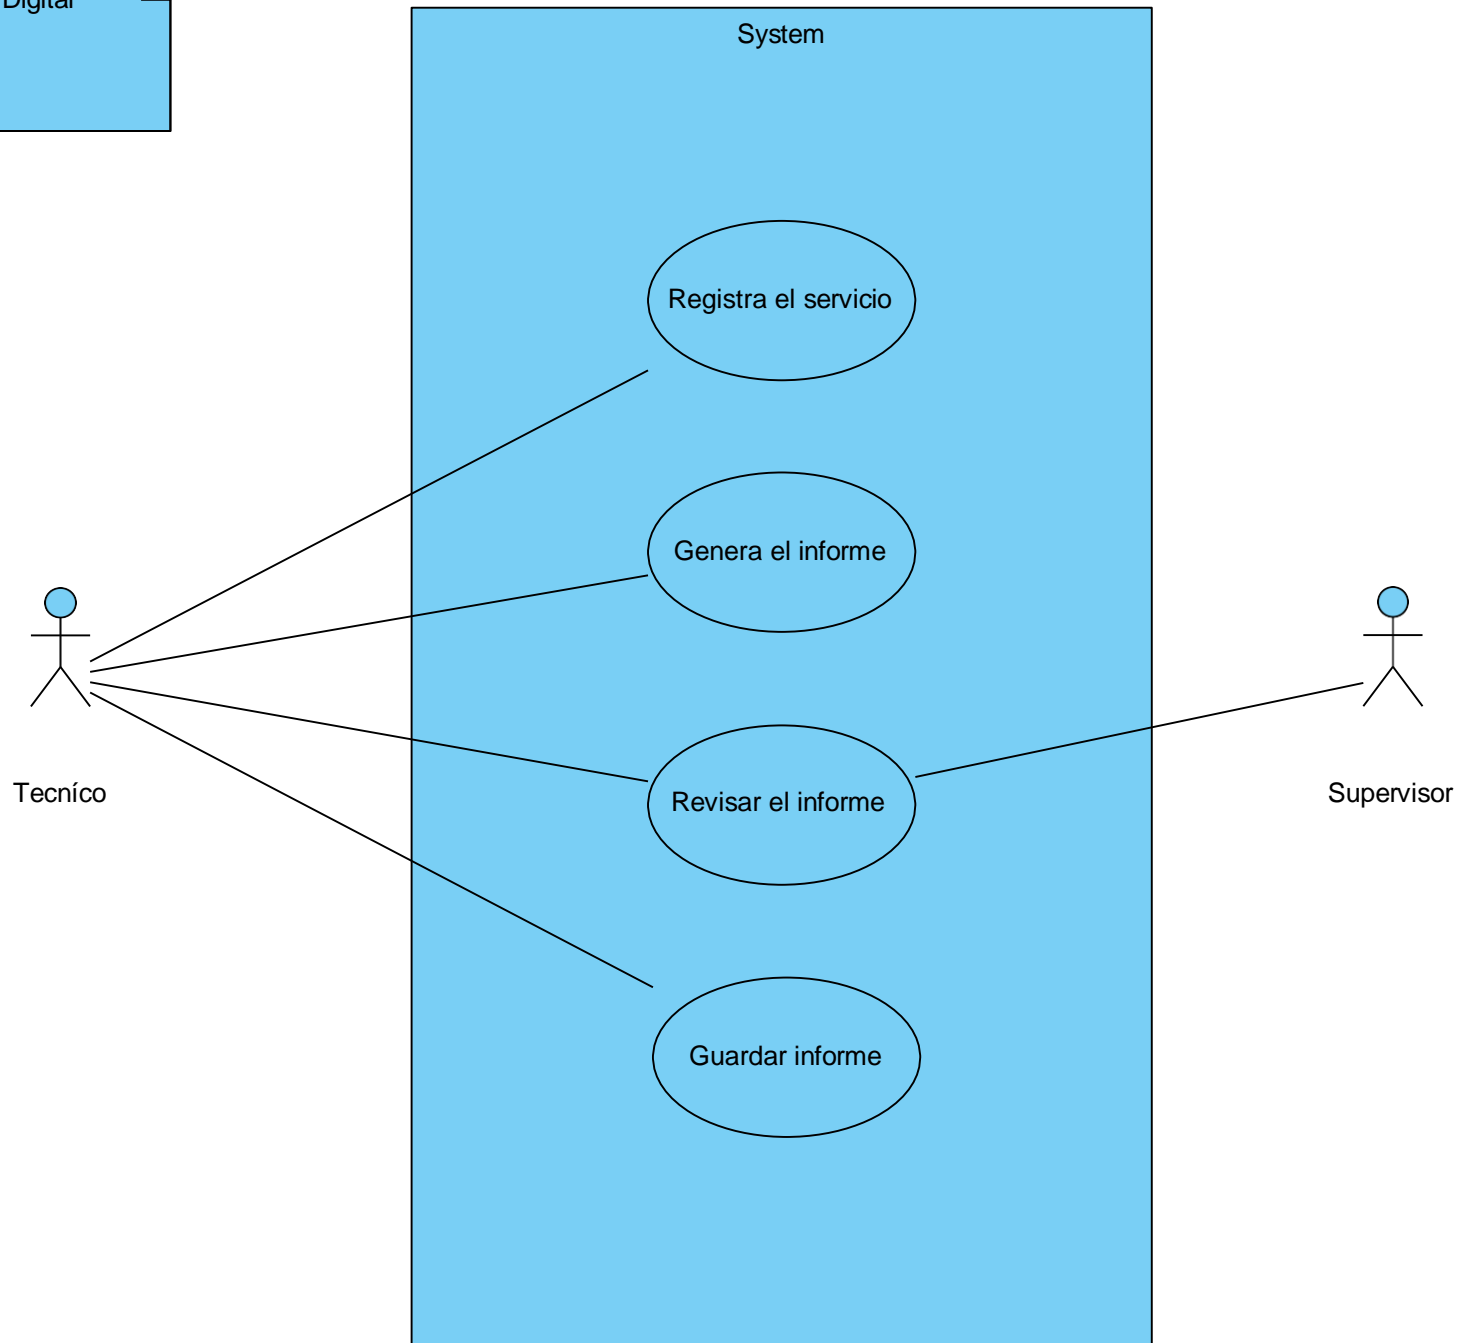 Digital
System
Registra el servicio
Genera el informe
Revisar el informe
Tecníco
Supervisor
Guardar informe